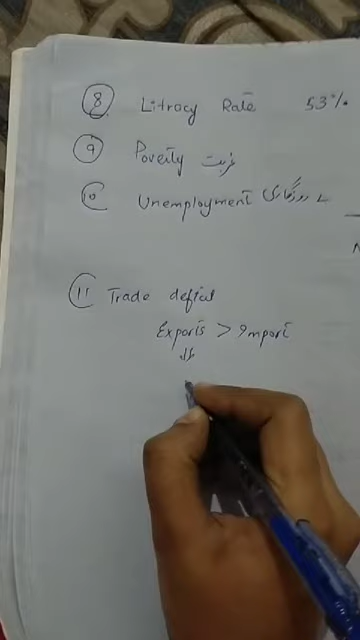 8 Litracy Rate 53%
9 Poverty غربت
10 Unemployment بے روزگاری
11 Trade deficit
Exports > Import